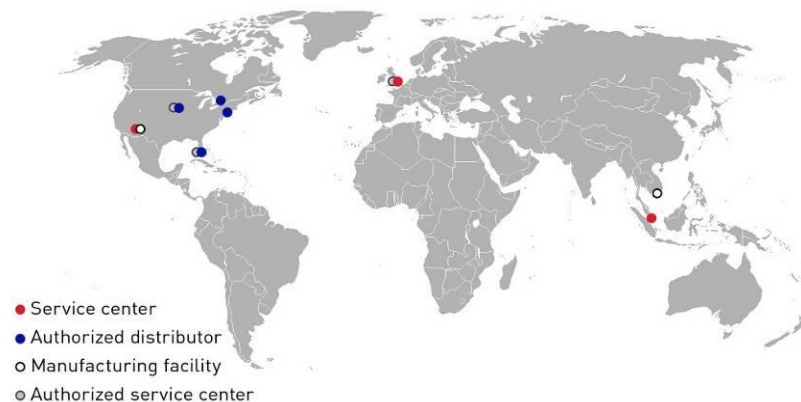 Service center
Authorized distributor
Manufacturing facility
Authorized service center